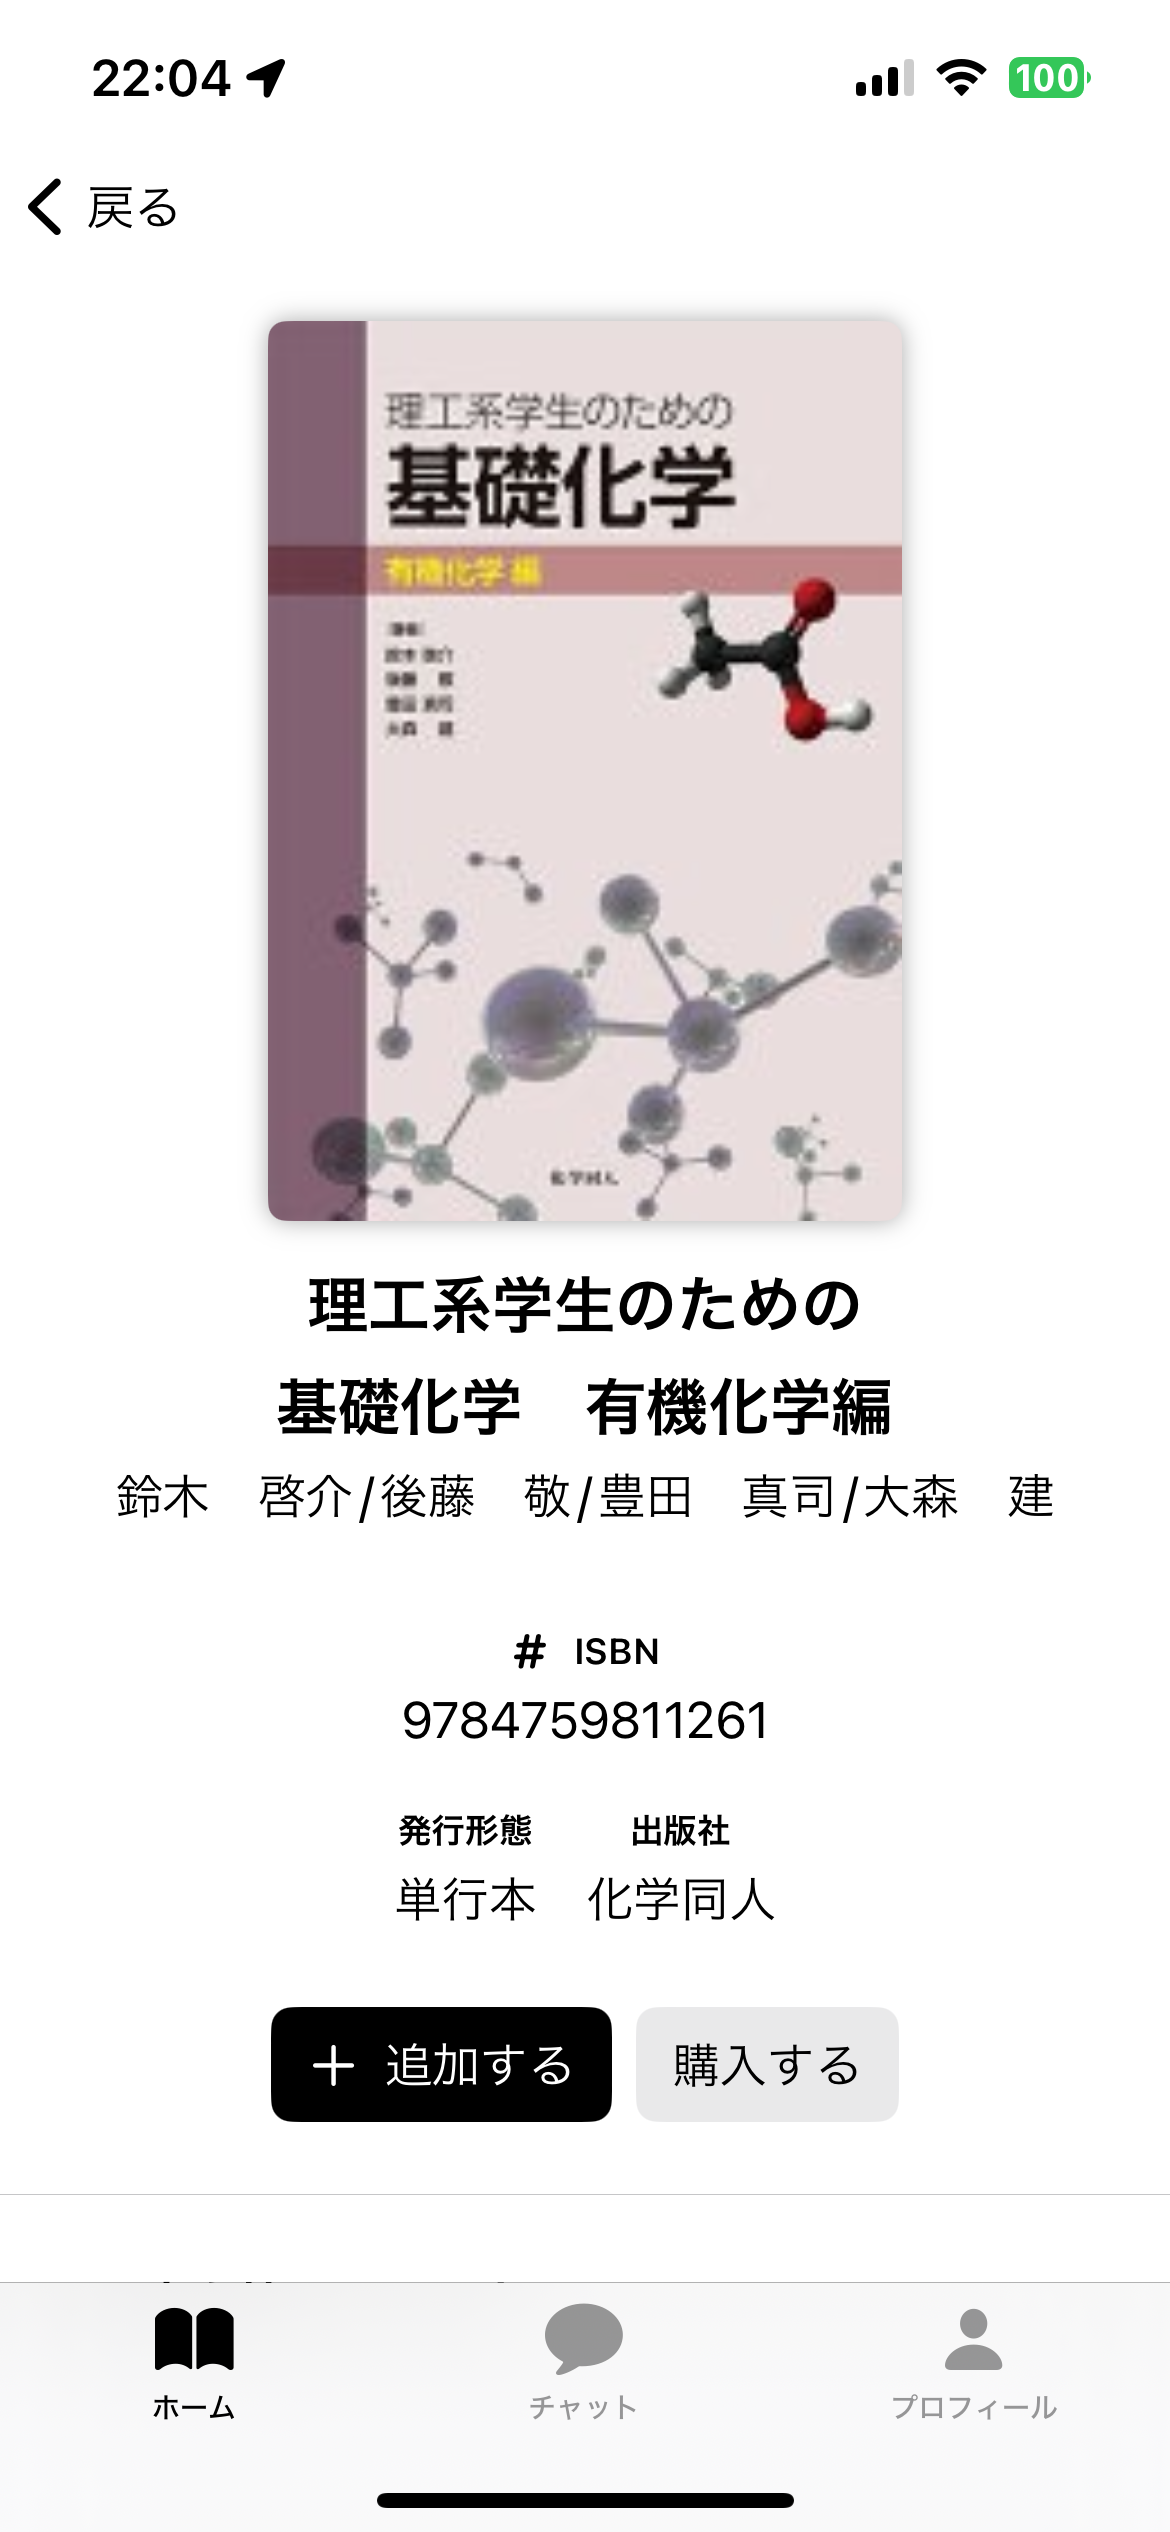 22:04
100
戻る
理工系学生のための
基礎化学
有機化学 編
化学同人
理工系学生のための
基礎化学　有機化学編
鈴木　啓介/後藤　敬/豊田　真司/大森　建
# ISBN
9784759811261
発行形態　出版社
単行本　化学同人
＋ 追加する　購入する
ホーム　チャット　プロフィール